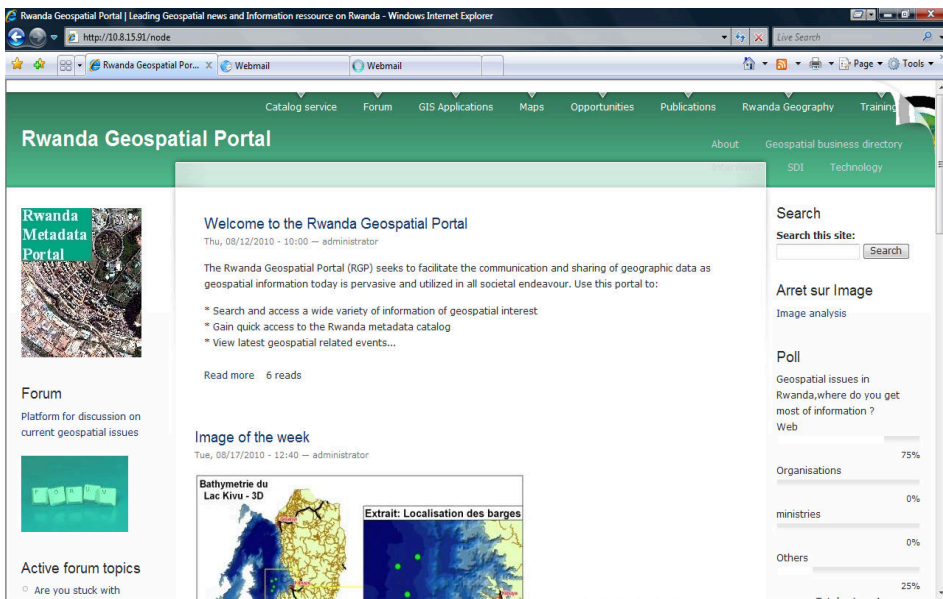 Rwanda Geospatial Portal | Leading Geospatial news and Information ressource on Rwanda - Windows Internet Explorer
http://10.8.15.91/node
Live Search
Rwanda Geospatial Por...
Webmail
Webmail
Page
Tools
Catalog service
Forum
GIS Applications
Maps
Opportunities
Publications
Rwanda Geography
Training
Rwanda Geospatial Portal
About
Geospatial business directory
SDI
Technology
Rwanda
Metadata
Portal
Forum
Platform for discussion on
current geospatial issues
FORUM
Active forum topics
Are you stuck with
Welcome to the Rwanda Geospatial Portal
Thu, 08/12/2010 - 10:00 — administrator
The Rwanda Geospatial Portal (RGP) seeks to facilitate the communication and sharing of geographic data as
geospatial information today is pervasive and utilized in all societal endeavour. Use this portal to:
* Search and access a wide variety of information of geospatial interest
* Gain quick access to the Rwanda metadata catalog
* View latest geospatial related events...
Read more 6 reads
Image of the week
Tue, 08/17/2010 - 12:40 — administrator
Bathymetrie du
Lac Kivu - 3D
Extrait: Localisation des barges
Search
Search this site:
Search
Arret sur Image
Image analysis
Poll
Geospatial issues in
Rwanda,where do you get
most of information ?
Web
75%
Organisations
0%
ministries
0%
Others
25%